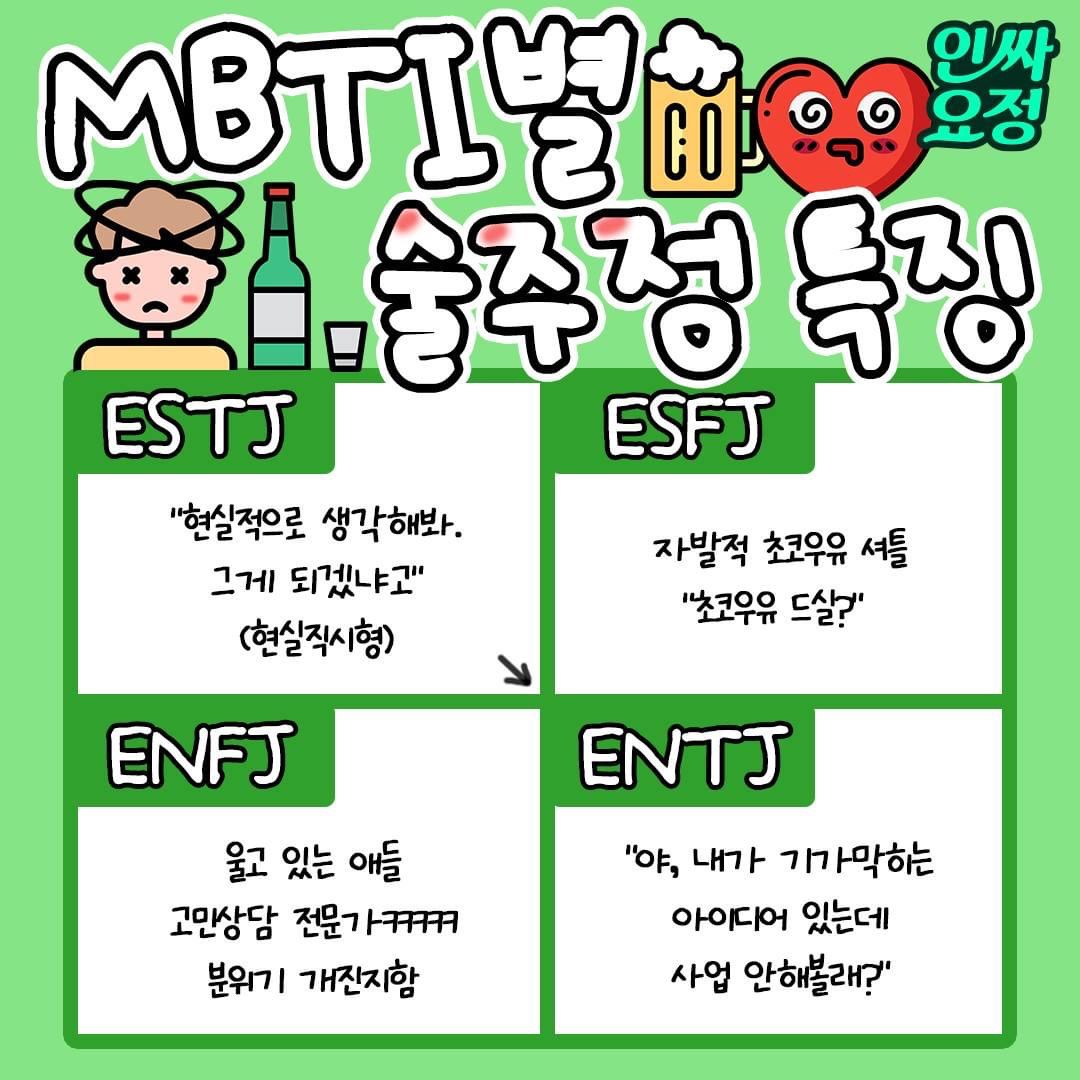 MBTI별
인싸
요정
술주정 특징
ESTJ
"현실적으로 생각해봐.
그게 되겠냐고"
(현실직시형)
ESFJ
자발적 초코우유 셔틀
"초코우유 드실?"
ENFJ
울고 있는 애들
고민상담 전문가ㅋㅋㅋㅋㅋ
분위기 개진지함
ENTJ
"야, 내가 기가막히는
아이디어 있는데
사업 안해볼래?"